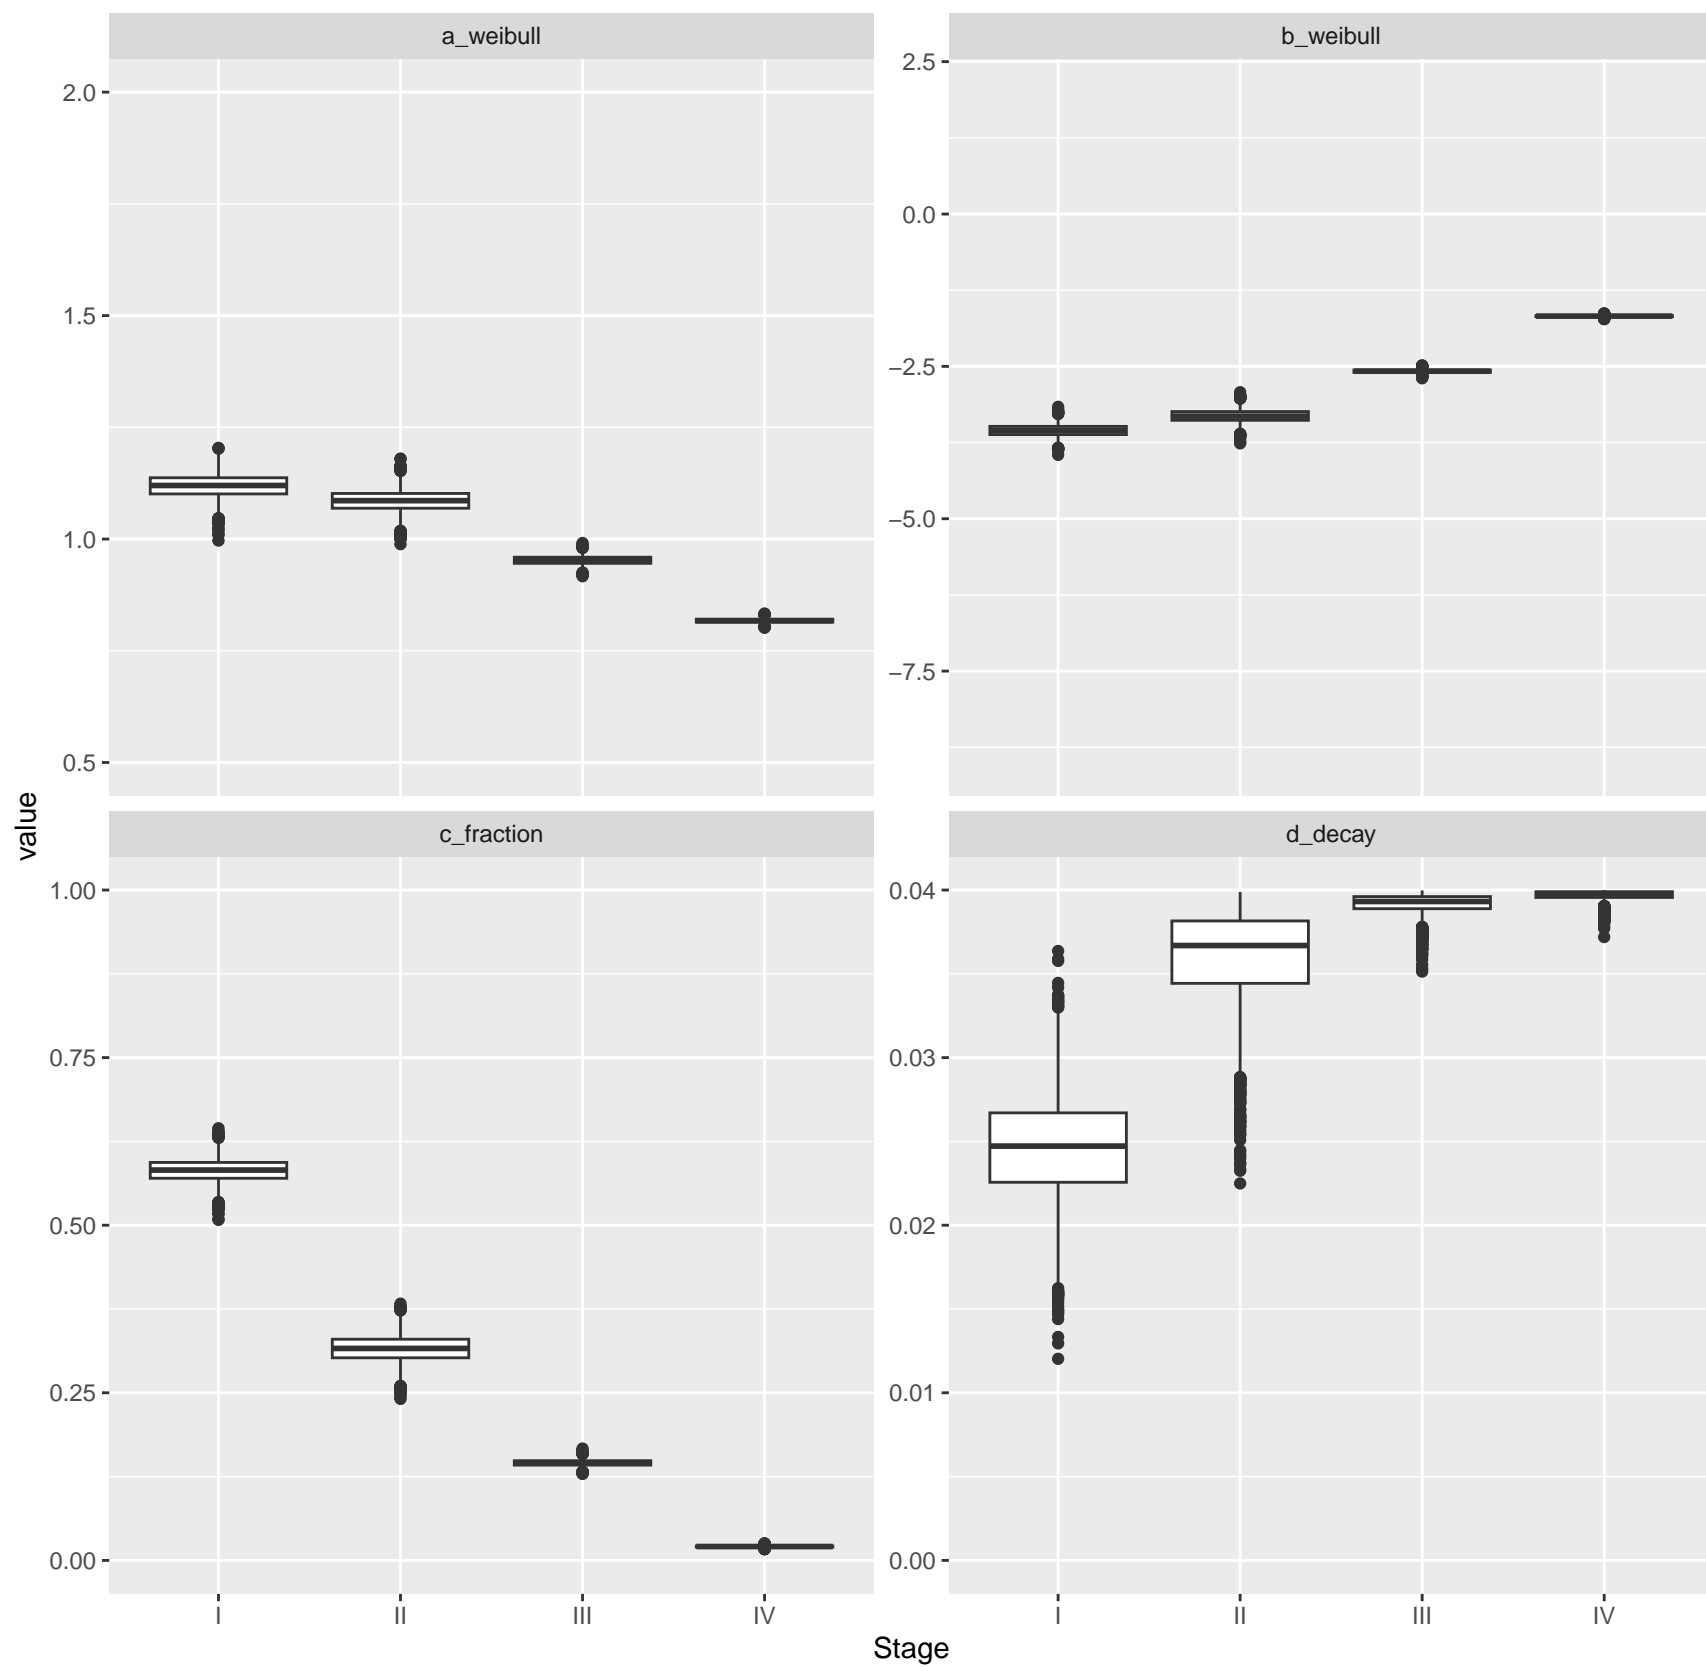 a_weibull
b_weibull
2.0
1.5
1.0
0.5
2.5
0.0
−2.5
−5.0
−7.5
value
c_fraction
d_decay
1.00
0.75
0.50
0.25
0.00
0.04
0.03
0.02
0.01
0.00
I II III IV
I II III IV
Stage